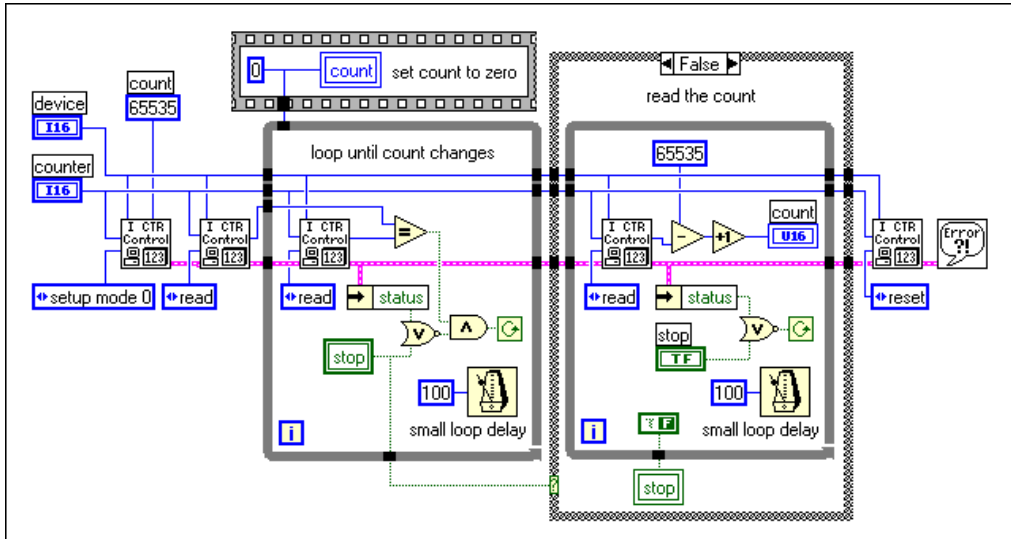 False
0
count
set count to zero
read the count
count
65535
device
I16
counter
I16
loop until count changes
65535
count
U16
I CTR
Control
123
I CTR
Control
123
I CTR
Control
123
=
I CTR
Control
123
-
+1
I CTR
Control
123
Error
?!
setup mode 0
read
read
status
read
status
reset
stop
V
Λ
stop
TF
V
100
100
small loop delay
small loop delay
i
i
F
stop
?